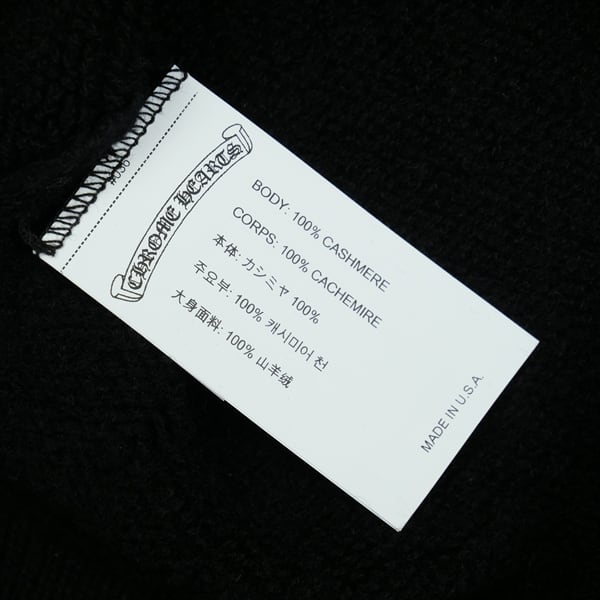 CHROME HEARTS
BODY: 100% CASHMERE
CORPS: 100% CACHEMIRE
本体: カシミヤ 100%
주요부: 100% 캐시미어 천
大身面料: 100% 山羊绒
MADE IN U.S.A.